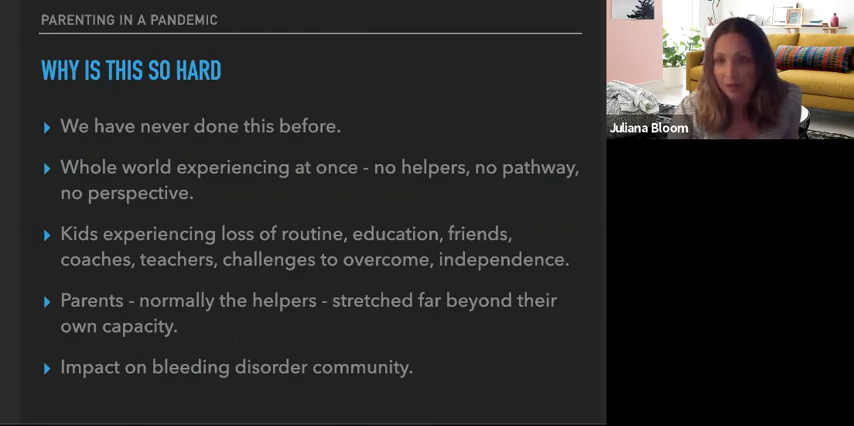 PARENTING IN A PANDEMIC
WHY IS THIS SO HARD
We have never done this before.
Whole world experiencing at once - no helpers, no pathway,
no perspective.
Kids experiencing loss of routine, education, friends,
coaches, teachers, challenges to overcome, independence.
Parents - normally the helpers - stretched far beyond their
own capacity.
Impact on bleeding disorder community.
Juliana Bloom